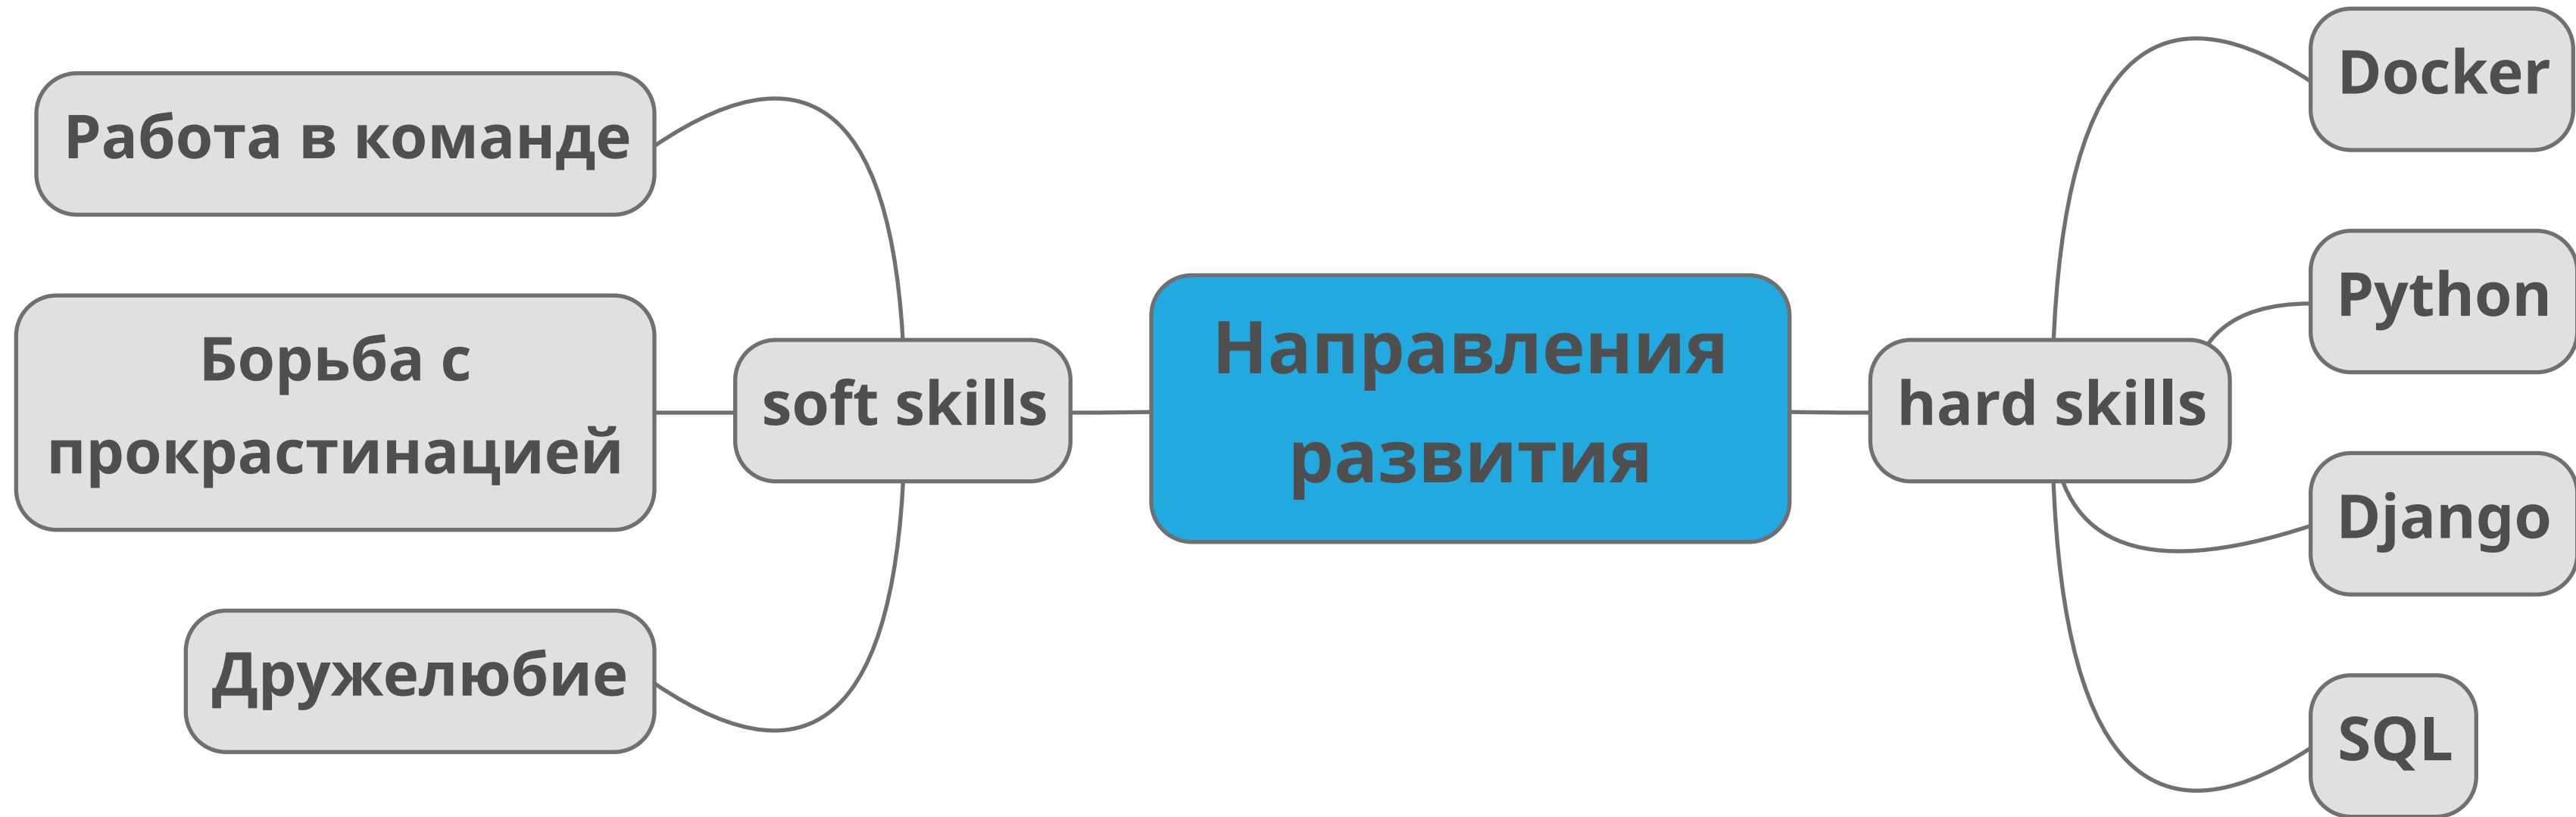 Работа в команде
Борьба с
прокрастинацией
Дружелюбие
soft skills
Направления
развития
hard skills
Docker
Python
Django
SQL